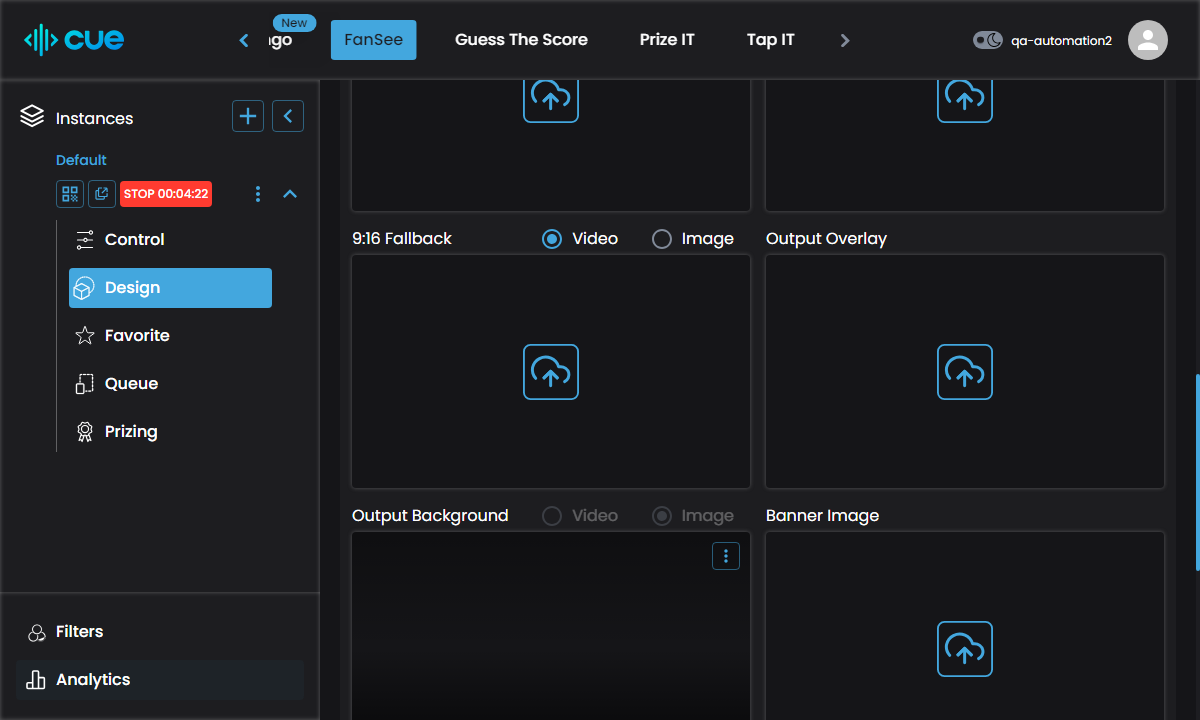 cue
New
ngo
FanSee
Guess The Score
Prize IT
Tap IT
qa-automation2
Instances
Default
STOP 00:04:22
Control
Design
Favorite
Queue
Prizing
Filters
Analytics
9:16 Fallback
Video
Image
Output Overlay
Output Background
Video
Image
Banner Image